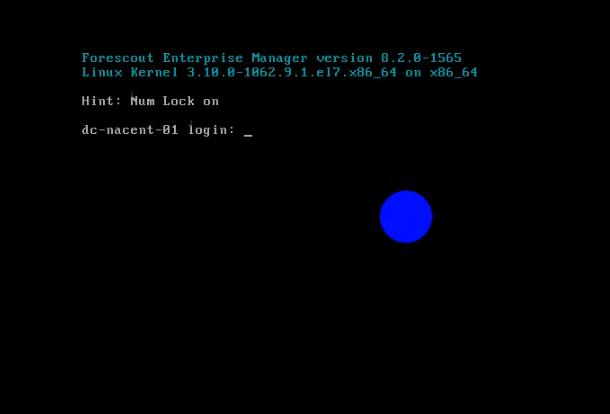 Forescout Enterprise Manager version 8.2.0-1565
Linux Kernel 3.10.0-1062.9.1.el7.x86_64 on x86_64
Hint: Num Lock on
dc-nacent-01 login: _